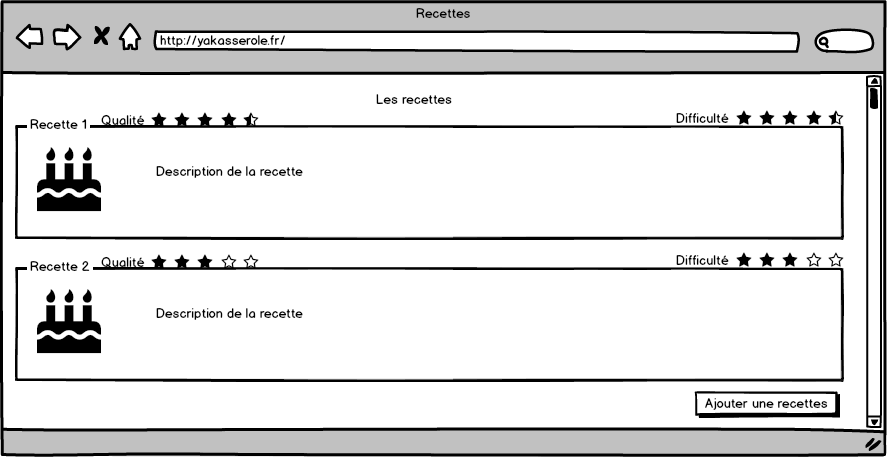 Recettes
http://yakasserole.fr/
Les recettes
Recette 1 Qualité Difficulté
Description de la recette
Recette 2 Qualité Difficulté
Description de la recette
Ajouter une recettes